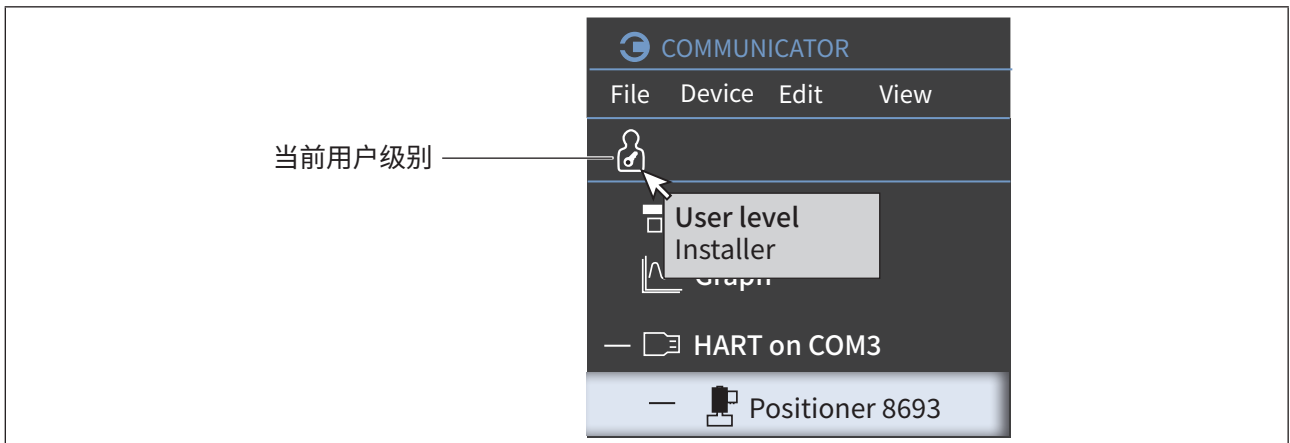 COMMUNICATOR
File Device Edit View
当前用户级别
User level
Installer
Graph
HART on COM3
Positioner 8693